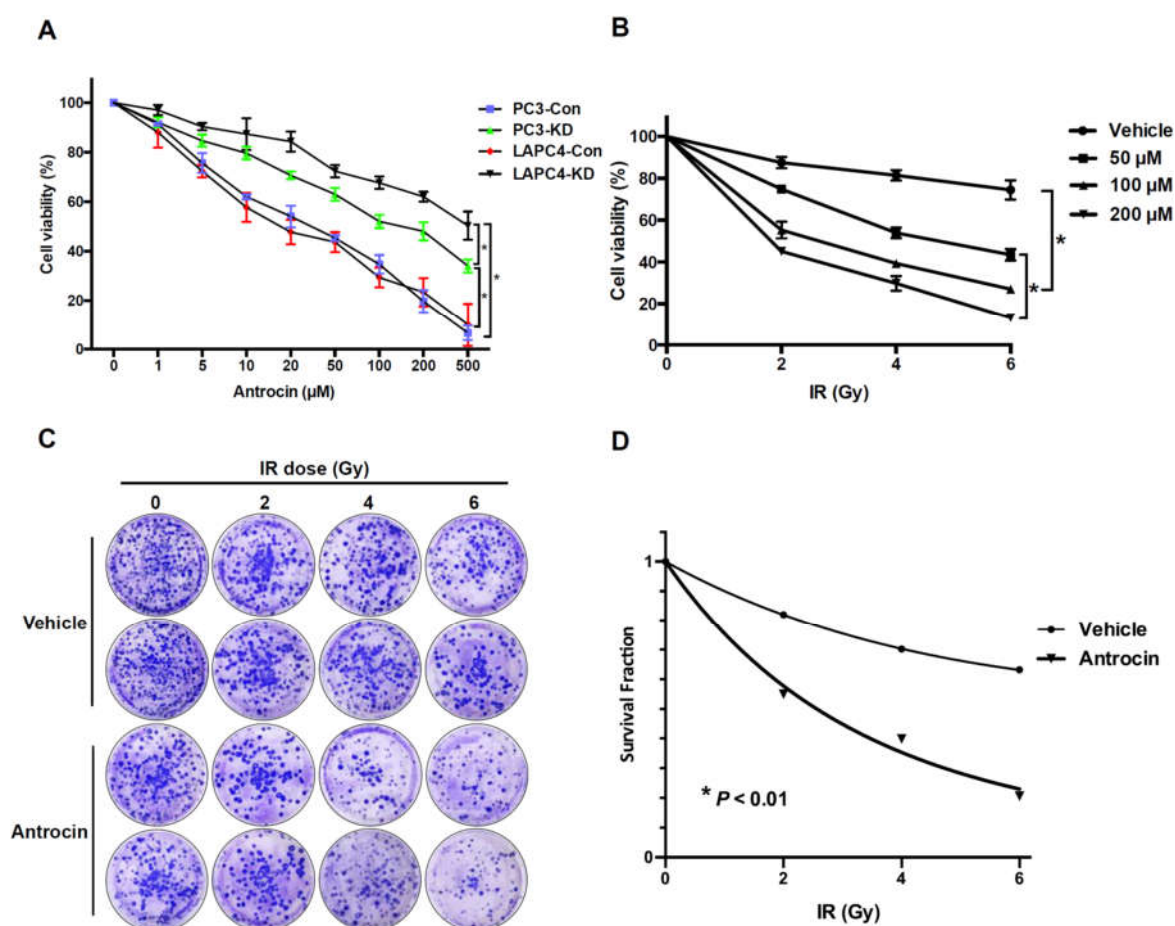 A
Cell viability (%)
100
80
60
40
20
0
0 1 5 10 20 50 100 200 500
Antrocin (µM)
PC3-Con
PC3-KD
LAPC4-Con
LAPC4-KD
*
*
*
B
Cell viability (%)
100
80
60
40
20
0
0 2 4 6
IR (Gy)
Vehicle
50 µM
100 µM
200 µM
*
*
C
IR dose (Gy)
0 2 4 6
Vehicle
Antrocin
D
Survival Fraction
1
0
0 2 4 6
IR (Gy)
Vehicle
Antrocin
* P < 0.01